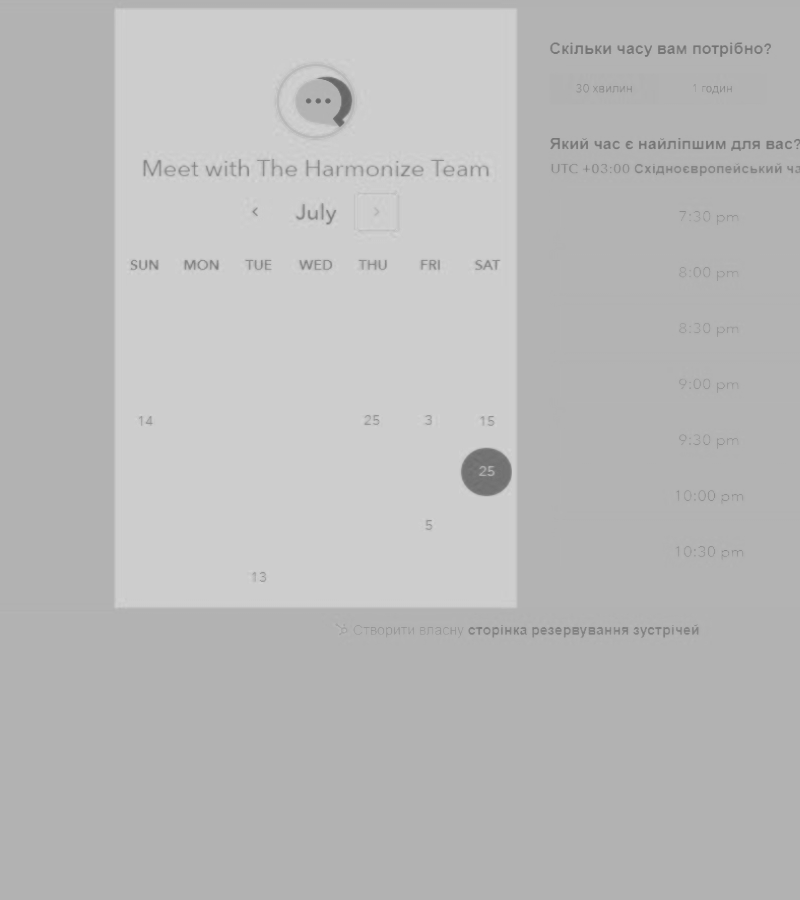 Meet with The Harmonize Team
July
SUN MON TUE WED THU FRI SAT
14 25 3 15
25
5
13
Скільки часу вам потрібно?
30 хвилин 1 годин
Який час є найліпшим для вас?
UTC +03:00 Східноєвропейський ча
7:30 pm
8:00 pm
8:30 pm
9:00 pm
9:30 pm
10:00 pm
10:30 pm
Створити власну сторінка резервування зустрічей